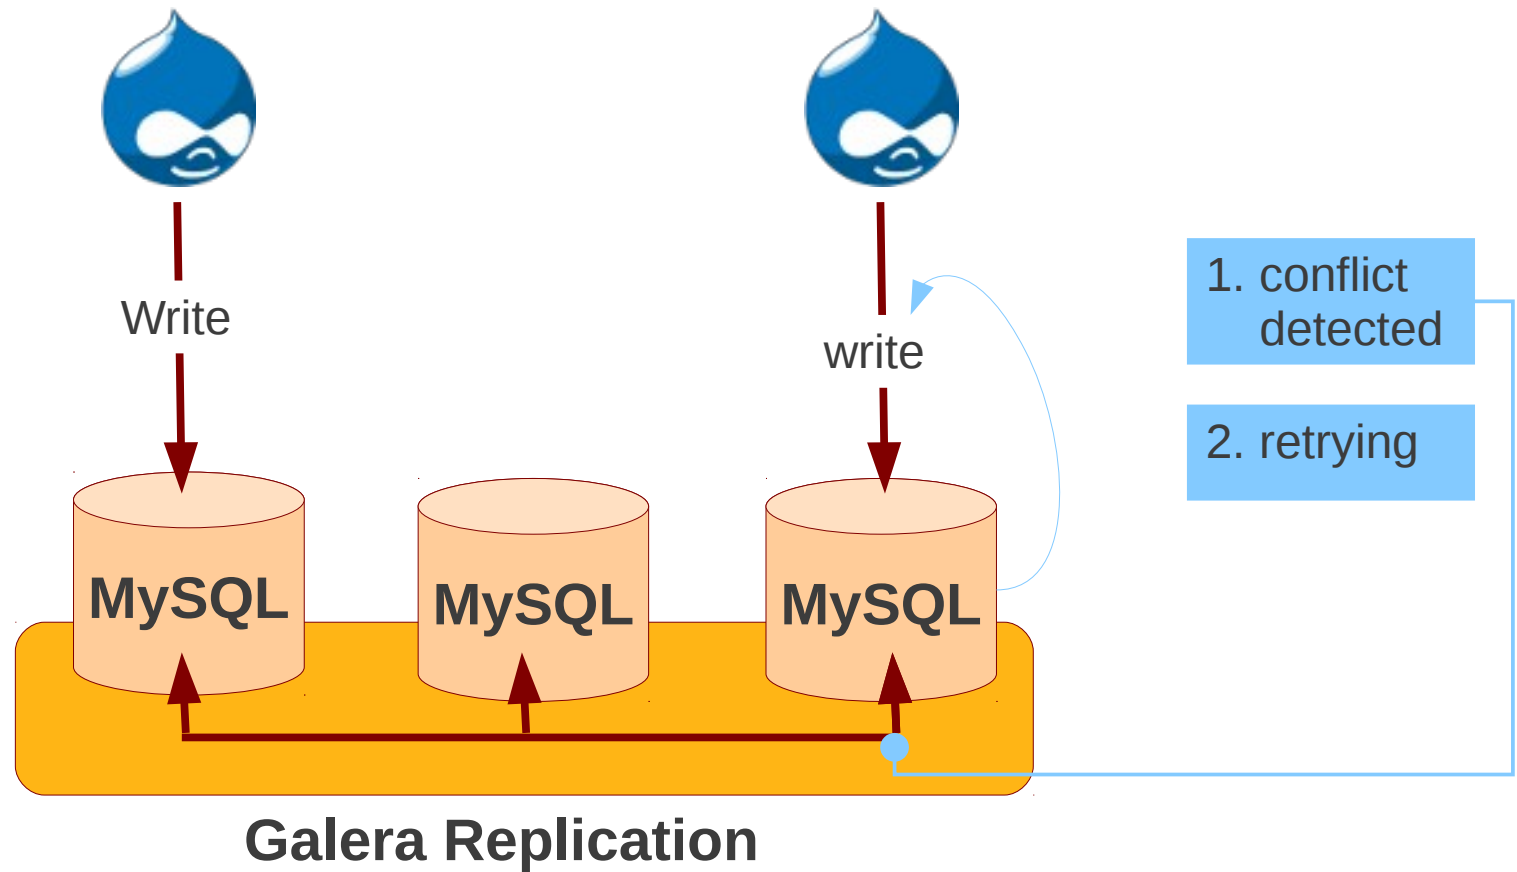 Write
write
1. conflict
detected
2. retrying
MySQL
MySQL
MySQL
Galera Replication